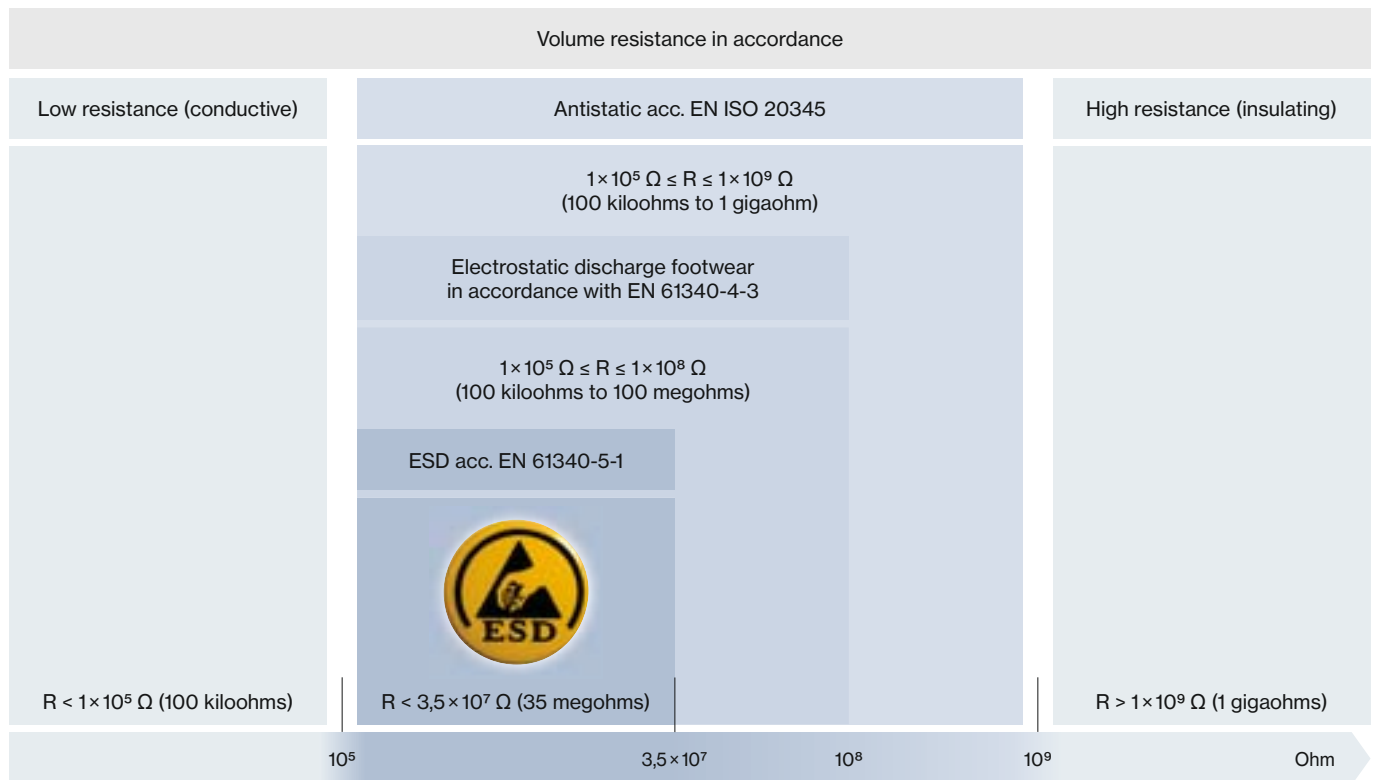 Volume resistance in accordance
Low resistance (conductive)
Antistatic acc. EN ISO 20345
High resistance (insulating)
1×10⁵ Ω ≤ R ≤ 1×10⁹ Ω
(100 kiloohms to 1 gigaohm)
Electrostatic discharge footwear
in accordance with EN 61340-4-3
1×10⁵ Ω ≤ R ≤ 1×10⁸ Ω
(100 kiloohms to 100 megohms)
ESD acc. EN 61340-5-1
ESD
R < 1×10⁵ Ω (100 kiloohms)
R < 3,5×10⁷ Ω (35 megohms)
R > 1×10⁹ Ω (1 gigaohms)
10⁵
3,5×10⁷
10⁸
10⁹
Ohm